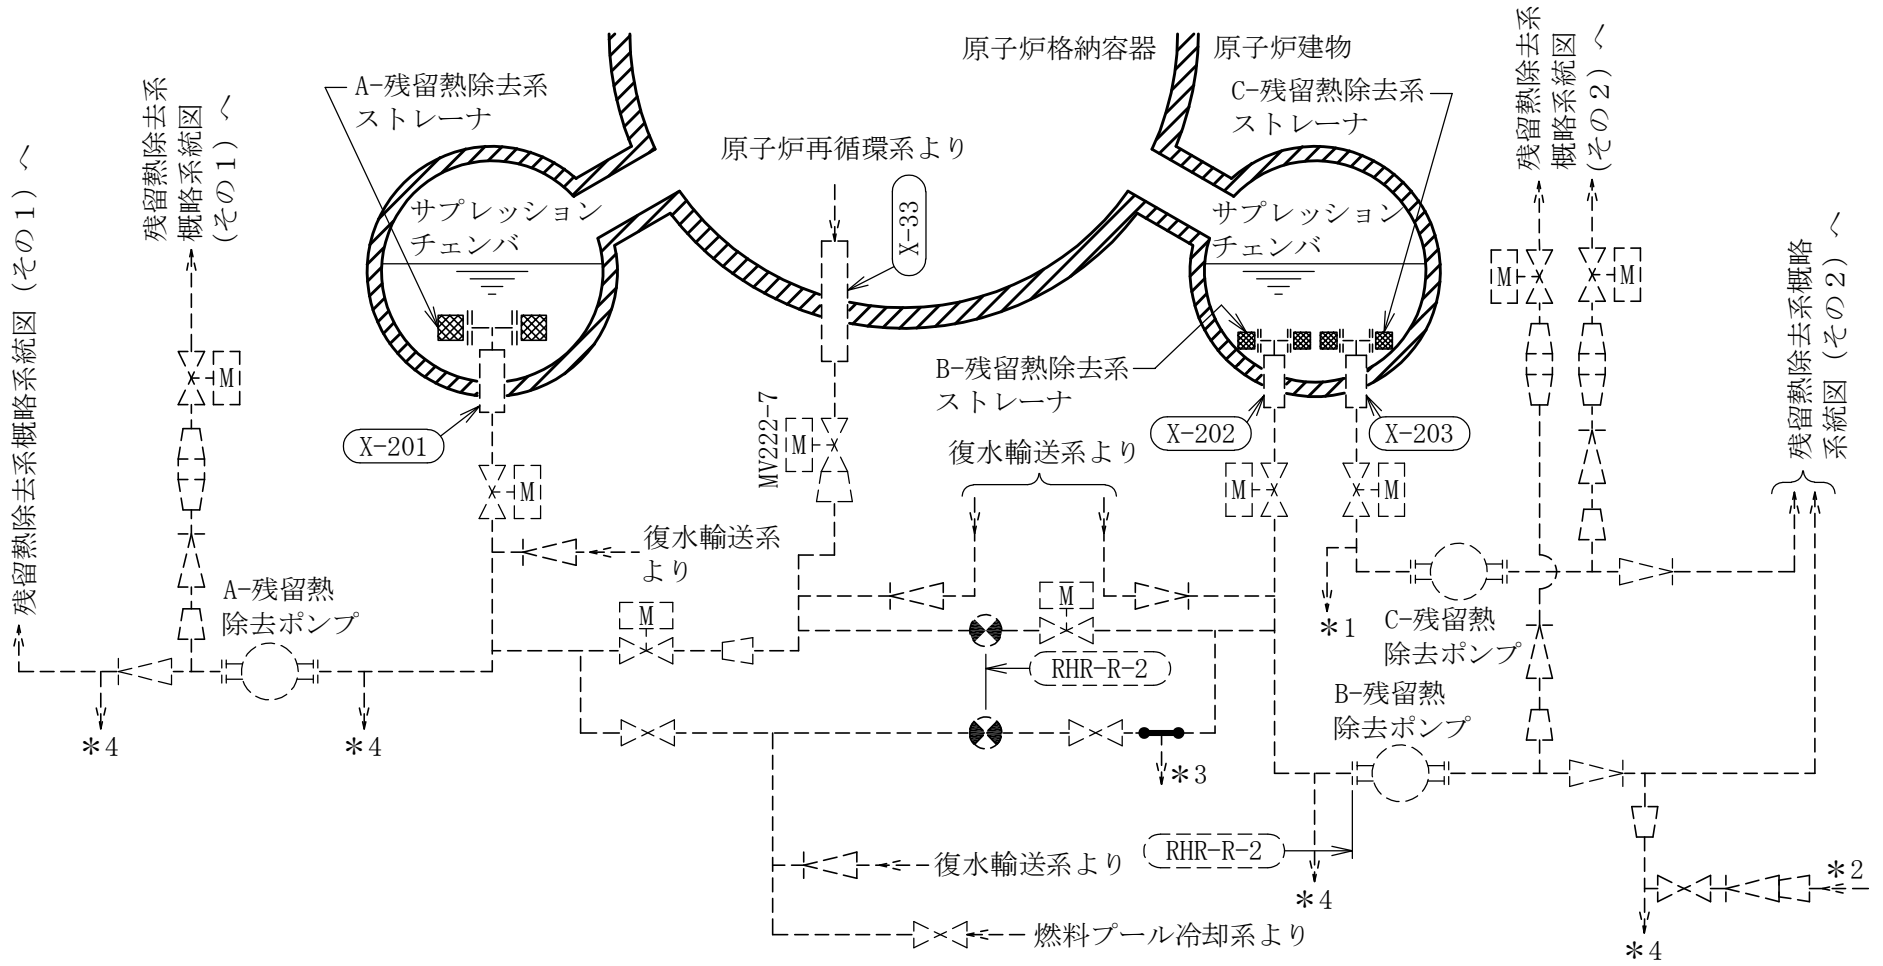 原子炉格納容器
原子炉建物
A-残留熱除去系
ストレーナ
C-残留熱除去系
ストレーナ
原子炉再循環系より
X-33
残留熱除去系
概略系統図
(その１) へ
残留熱除去系
概略系統図
(その２) へ
残留熱除去系概略系統図 (その１) へ
残留熱除去系概略
系統図 (その２) へ
サプレッション
チェンバ
サプレッション
チェンバ
M
M
M
B-残留熱除去系
ストレーナ
X-201
X-202
X-203
MV222-7
M
M
M
M
復水輸送系より
復水輸送系
より
A-残留熱
除去ポンプ
M
M
C-残留熱
除去ポンプ
B-残留熱
除去ポンプ
RHR-R-2
RHR-R-2
＊1
＊2
＊3
＊4
＊4
＊4
＊4
復水輸送系より
燃料プール冷却系より